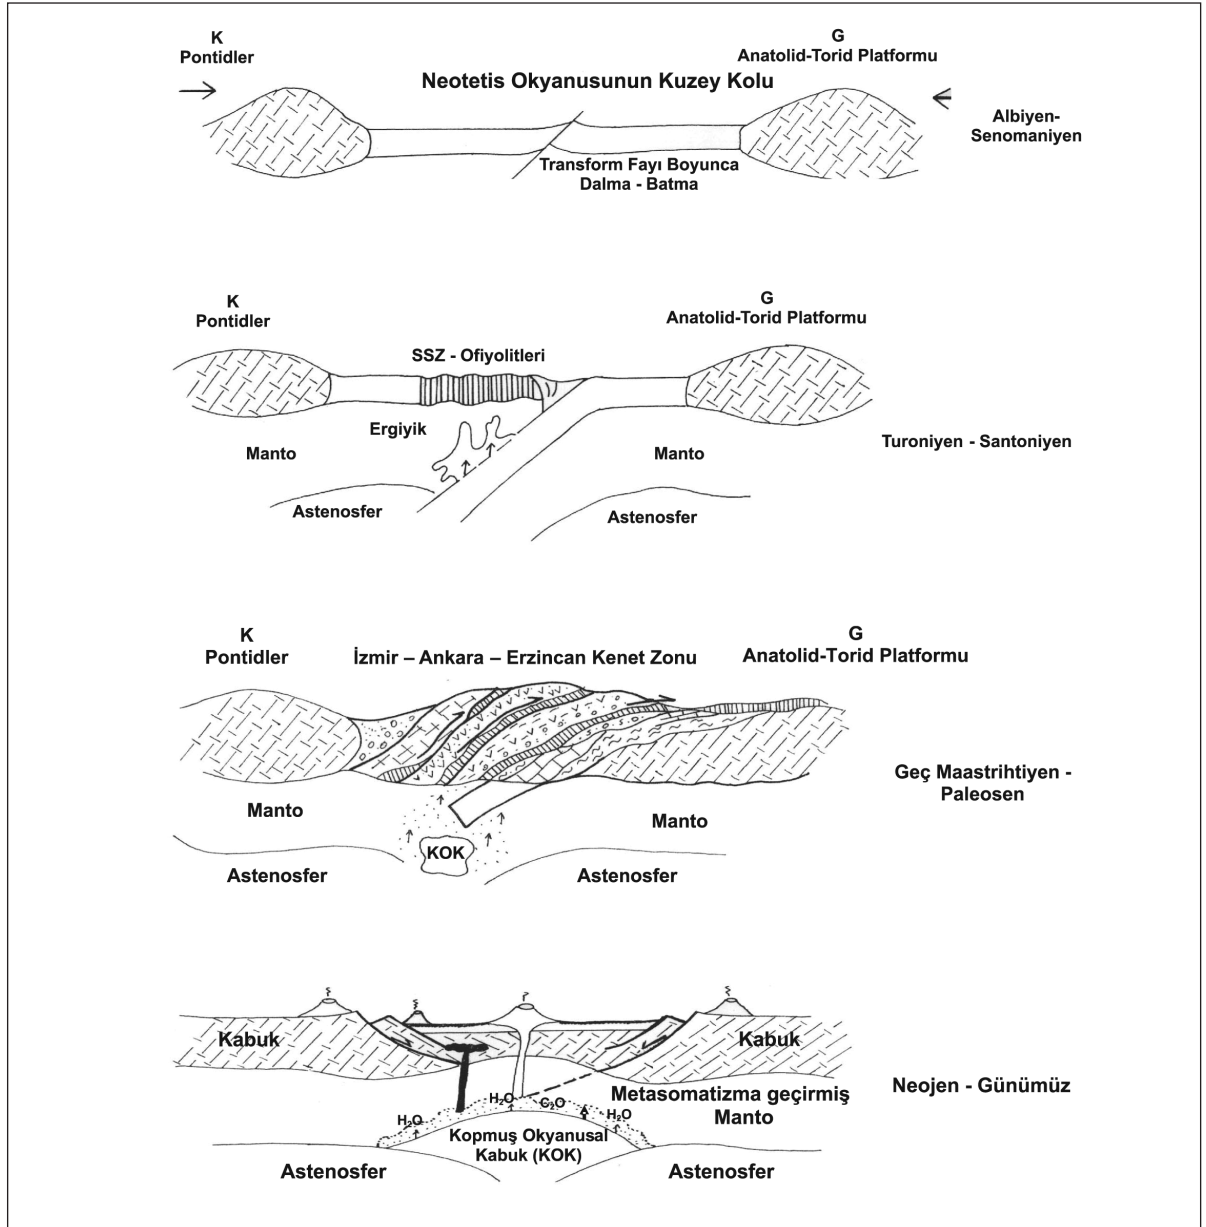 K
Pontidler
G
Anatolid-Torid Platformu
Neotetis Okyanusunun Kuzey Kolu
Albiyen-
Senomaniyen
Transform Fayı Boyunca
Dalma - Batma
K
Pontidler
G
Anatolid-Torid Platformu
SSZ - Ofiyolitleri
Ergiyik
Manto
Manto
Turoniyen - Santoniyen
Astenosfer
Astenosfer
K
Pontidler
İzmir – Ankara – Erzincan Kenet Zonu
G
Anatolid-Torid Platformu
Geç Maastrihtiyen -
Paleosen
Manto
Manto
KOK
Astenosfer
Astenosfer
Kabuk
Kabuk
Neojen - Günümüz
Metasomatizma geçirmiş
Manto
H₂O
H₂O
C₂O
H₂O
Kopmuş Okyanusal
Kabuk (KOK)
Astenosfer
Astenosfer